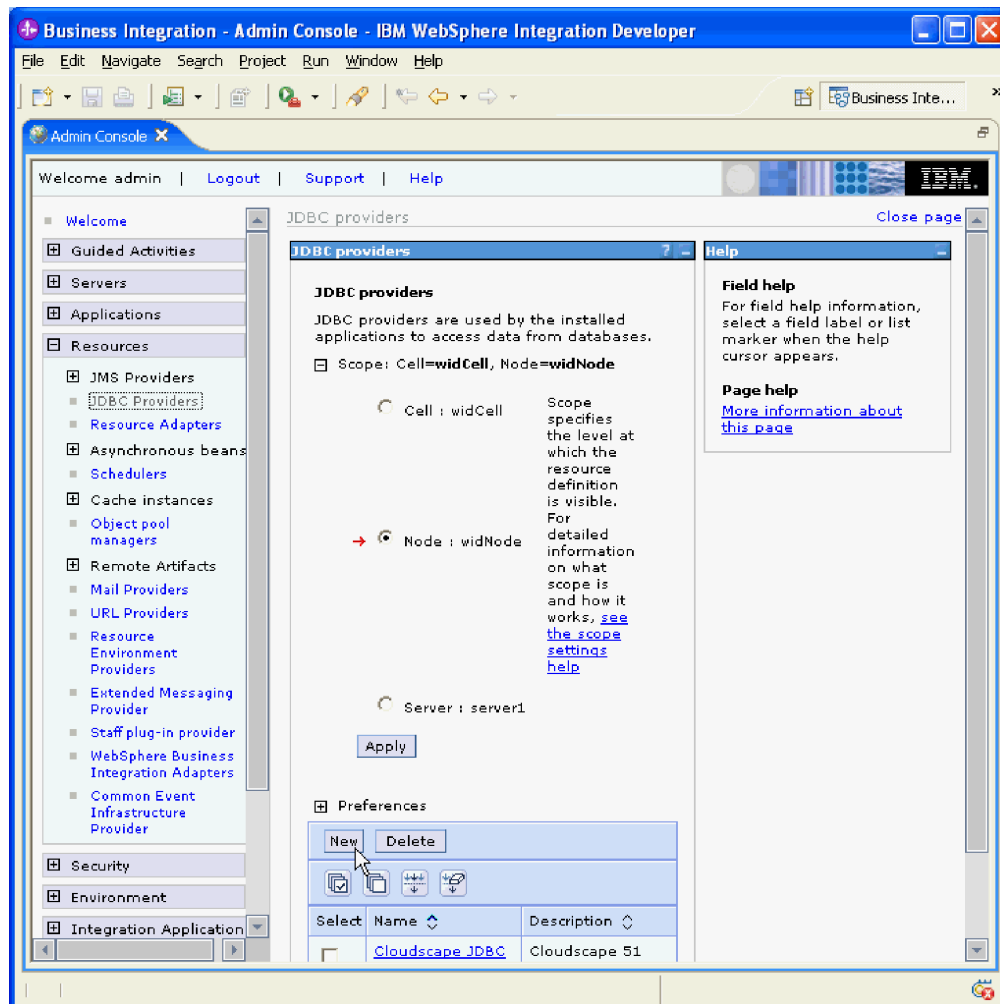 Business Integration - Admin Console - IBM WebSphere Integration Developer
File Edit Navigate Search Project Run Window Help
Business Inte...
Admin Console
Welcome admin | Logout | Support | Help
IBM.
Welcome
Guided Activities
Servers
Applications
Resources
JMS Providers
JDBC Providers
Resource Adapters
Asynchronous beans
Schedulers
Cache instances
Object pool
managers
Remote Artifacts
Mail Providers
URL Providers
Resource
Environment
Providers
Extended Messaging
Provider
Staff plug-in provider
WebSphere Business
Integration Adapters
Common Event
Infrastructure
Provider
Security
Environment
Integration Application
JDBC providers
Close page
JDBC providers
JDBC providers
JDBC providers are used by the installed
applications to access data from databases.
Scope: Cell=widCell, Node=widNode
Cell : widCell
Scope
specifies
the level at
which the
resource
definition
is visible.
For
detailed
information
on what
scope is
and how it
works, see
the scope
settings
help
Node : widNode
Server : server1
Apply
Preferences
New Delete
Select Name Description
Cloudscape JDBC Cloudscape 51
Help
Field help
For field help information,
select a field label or list
marker when the help
cursor appears.
Page help
More information about
this page